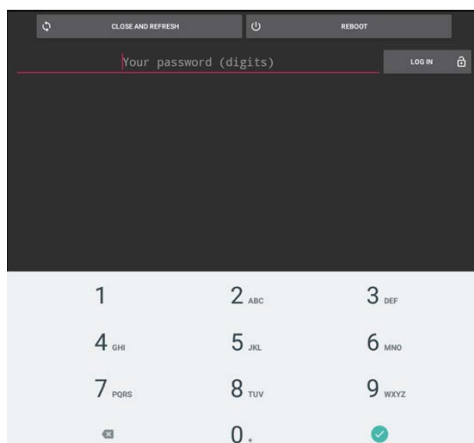 CLOSE AND REFRESH
REBOOT
Your password (digits)
LOG IN
1
2 ABC
3 DEF
4 GHI
5 JKL
6 MNO
7 PQRS
8 TUV
9 WXYZ
0 +